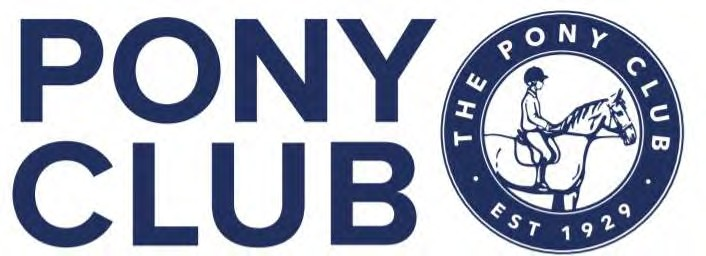 PONY
CLUB
THE PONY CLUB
· EST 1929 ·